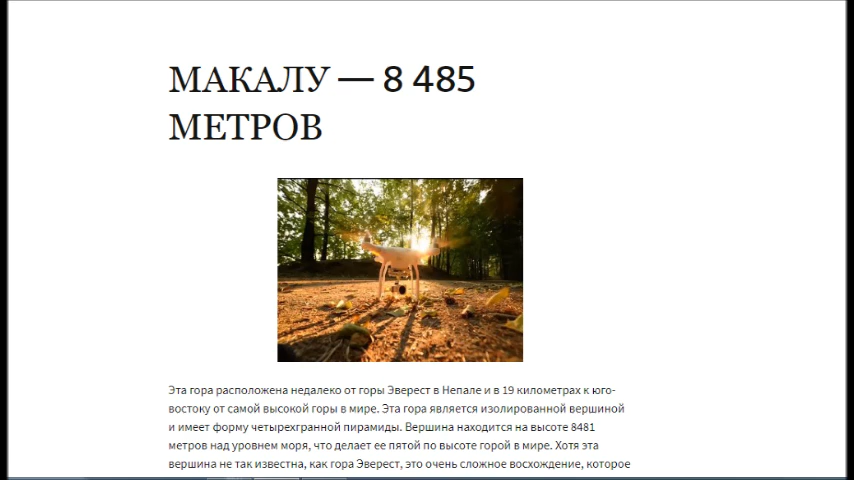 МАКАЛУ — 8 485
МЕТРОВ
Эта гора расположена недалеко от горы Эверест в Непале и в 19 километрах к юго-
востоку от самой высокой горы в мире. Эта гора является изолированной вершиной
и имеет форму четырехгранной пирамиды. Вершина находится на высоте 8481
метров над уровнем моря, что делает ее пятой по высоте горой в мире. Хотя эта
вершина не так известна, как гора Эверест, это очень сложное восхождение, которое